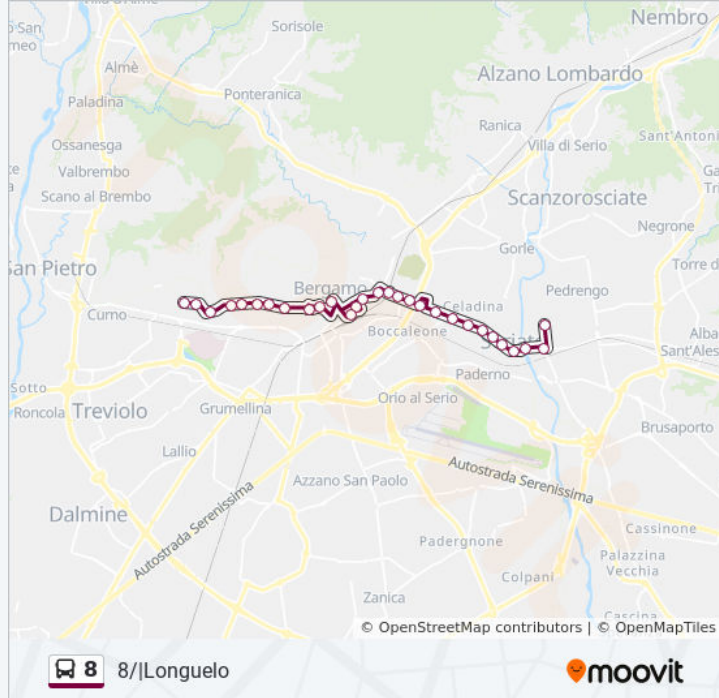 Nembro
Sorisole
Almè
Alzano Lombardo
Ponteranica
Paladina
Ranica
Sant'Antoni
Ossanesga
Villa di Serio
Valbrembo
Scano al Brembo
Scanzorosciate
Negrone
Gorle
Torre d
San Pietro
Bergamo
Pedrengo
Curno
Celadina
Boccaleone
Alba
Sant'Ales
Paderno
Sotto
Roncola
Treviolo
Grumellina
Orio al Serio
Brusaporto
Lallio
Autostrada Serenissima
Azzano San Paolo
Autostrada Serenissima
Dalmine
Cassinone
Padergnone
Palazzina
Vecchia
Colpani
Zanica
Cascina
© OpenStreetMap contributors | © OpenMapTiles
8 8/|Longuelo
moovit